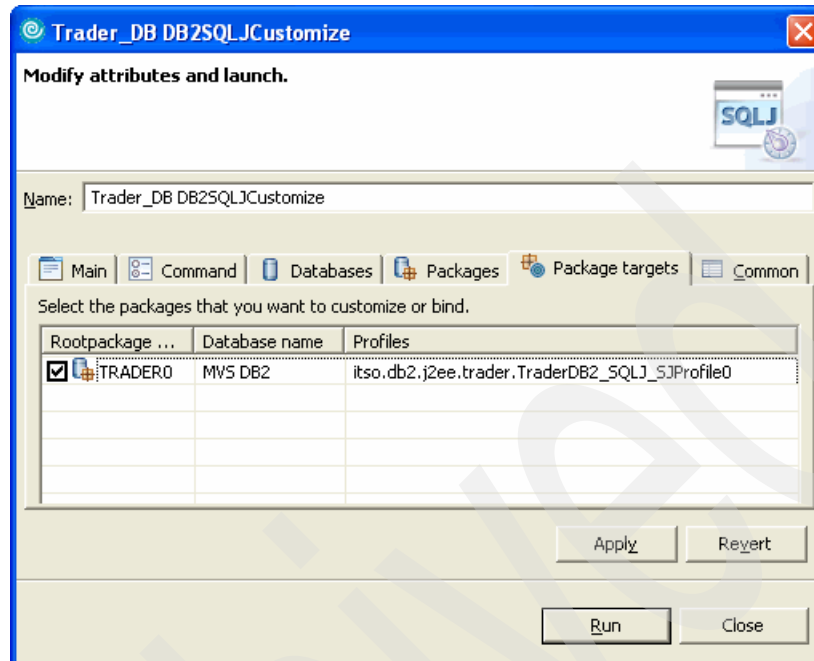 Trader_DB DB2SQLJCustomize
Modify attributes and launch.
SQLJ
Name: Trader_DB DB2SQLJCustomize
Main Command Databases Packages Package targets Common
Select the packages that you want to customize or bind.
Rootpackage ... Database name Profiles
TRADER0 MVS DB2 itso.db2.j2ee.trader.TraderDB2_SQLJ_SJProfile0
Apply Revert
Run Close